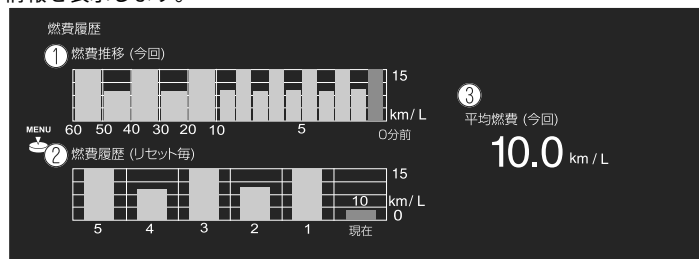 情報を表示します。
燃費履歴
① 燃費推移 (今回)
15
km/L
60 50 40 30 20 10 5 0分前
MENU
② 燃費履歴 (リセット毎)
15
10 km/L
0
5 4 3 2 1 現在
③
平均燃費 (今回)
10.0 km/L